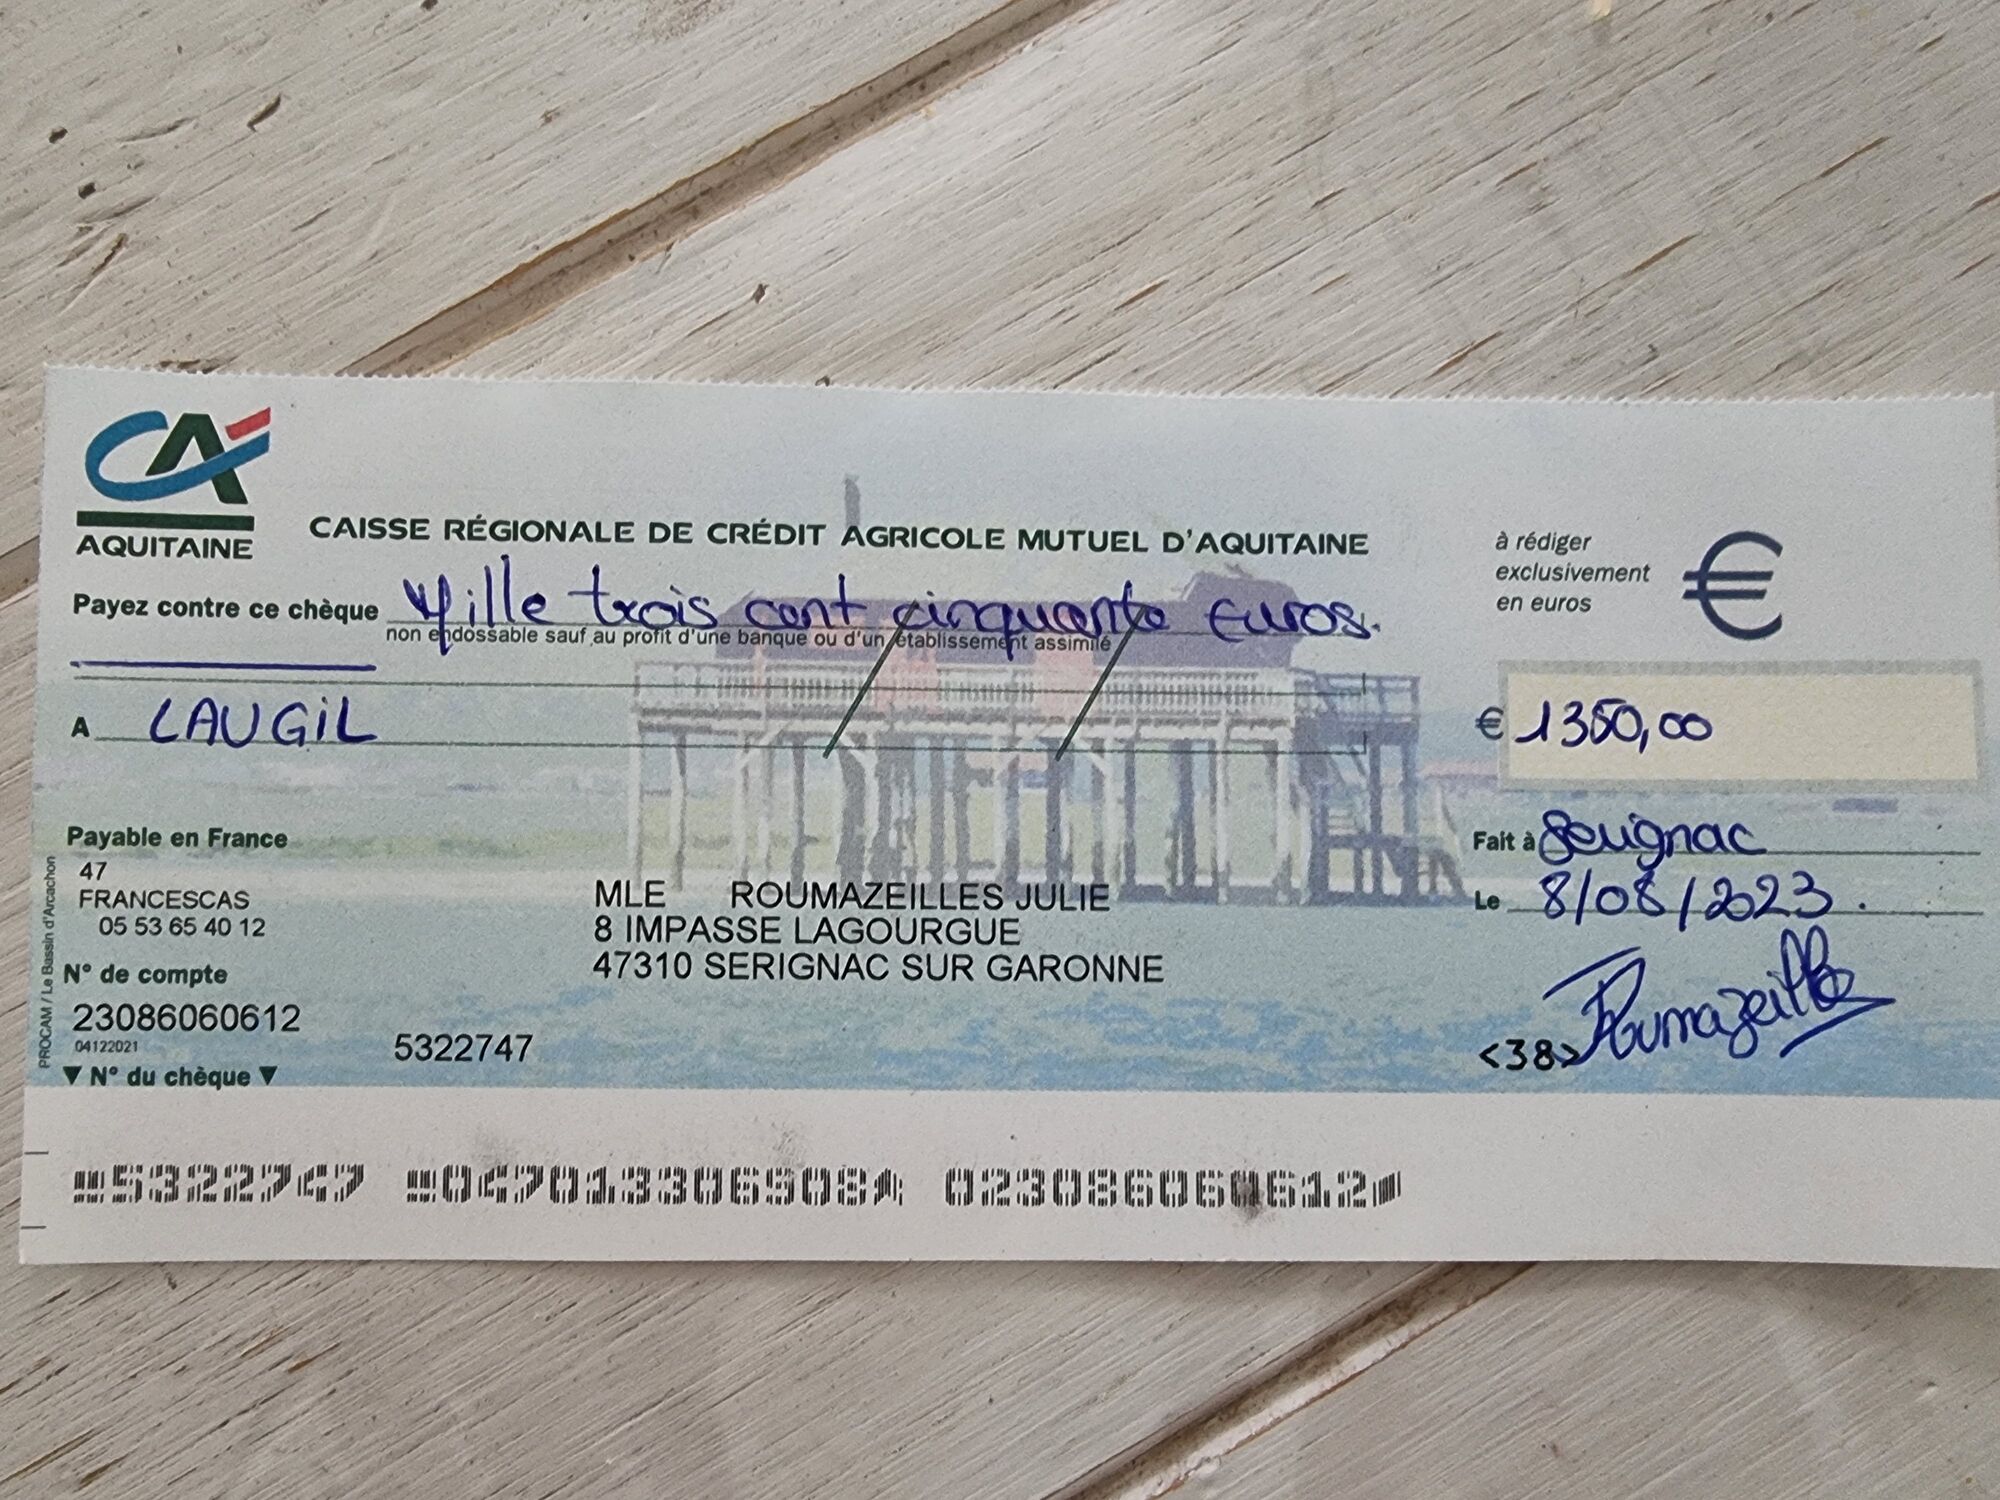 CA
AQUITAINE
CAISSE RÉGIONALE DE CRÉDIT AGRICOLE MUTUEL D'AQUITAINE
à rédiger
exclusivement
en euros
€
Payez contre ce chèque Mille trois cent cinquante Euros.
non endossable sauf au profit d'une banque ou d'un établissement assimilé
A LAUGIL
€ 1350,00
Payable en France
47
FRANCESCAS
05 53 65 40 12
Fait à Serignac
Le 8/08/2023.
MLE ROUMAZEILLES JULIE
8 IMPASSE LAGOURGUE
47310 SERIGNAC SUR GARONNE
N° de compte
23086060612
04122021
5322747
▼ N° du chèque ▼
<38>
Roumazeilles
PROCAM / Le Bassin d'Arcachon
5322747 047013306908 023086060612